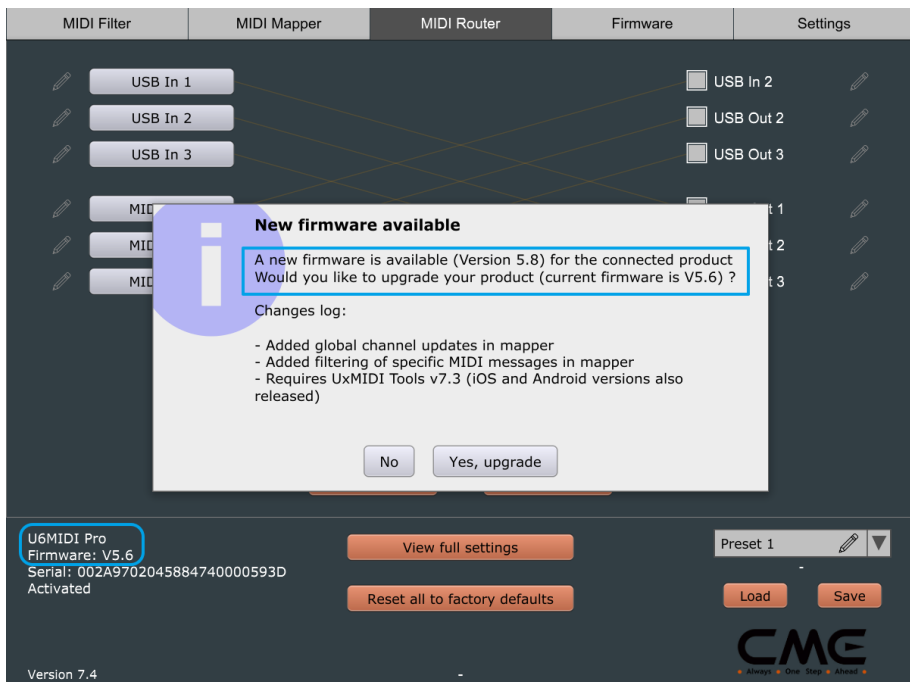 MIDI Filter
MIDI Mapper
MIDI Router
Firmware
Settings
USB In 1
USB In 2
USB In 2
USB Out 2
USB In 3
USB Out 3
t 1
t 2
t 3
New firmware available
A new firmware is available (Version 5.8) for the connected product
Would you like to upgrade your product (current firmware is V5.6) ?
Changes log:
- Added global channel updates in mapper
- Added filtering of specific MIDI messages in mapper
- Requires UxMIDI Tools v7.3 (iOS and Android versions also
released)
No
Yes, upgrade
U6MIDI Pro
Firmware: V5.6
Serial: 002A9702045884740000593D
Activated
View full settings
Reset all to factory defaults
Preset 1
-
Load
Save
CME
Always One Step Ahead
Version 7.4
-